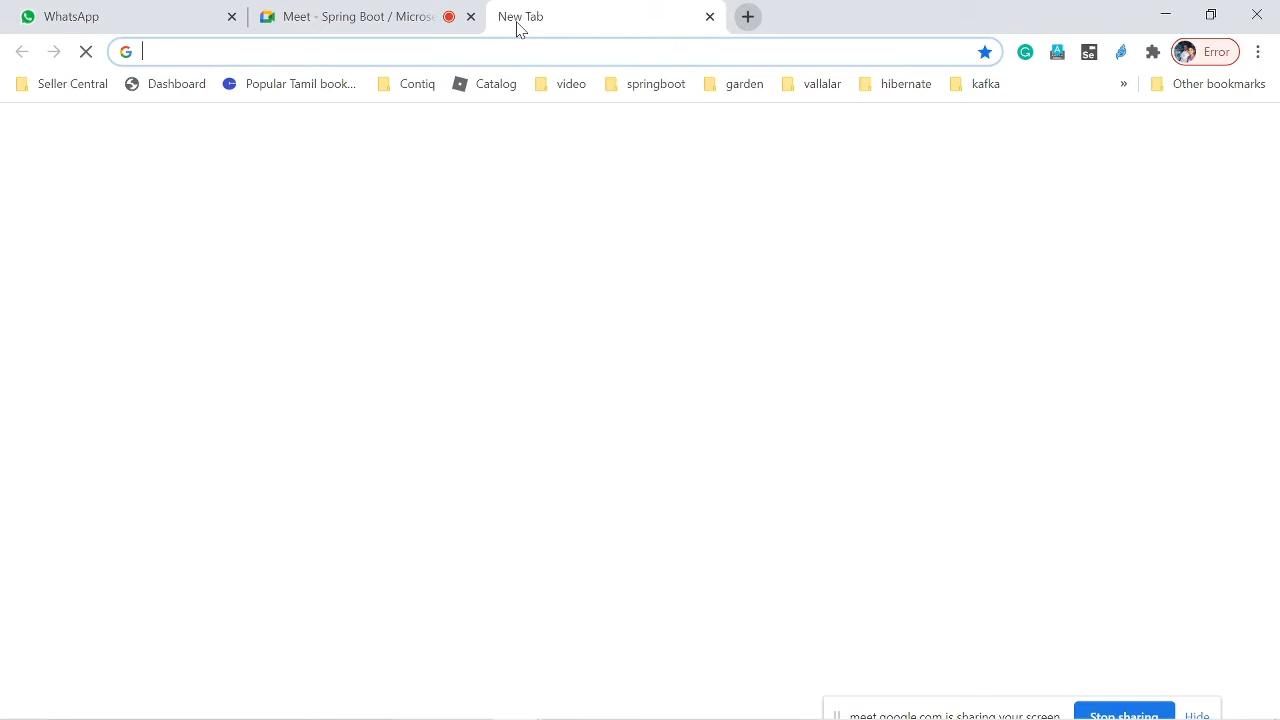 WhatsApp
Meet - Spring Boot / Microse
New Tab
Error
Seller Central
Dashboard
Popular Tamil book...
Contiq
Catalog
video
springboot
garden
vallalar
hibernate
kafka
»
Other bookmarks
meet.google.com is sharing your screen.
Stop sharing
Hide